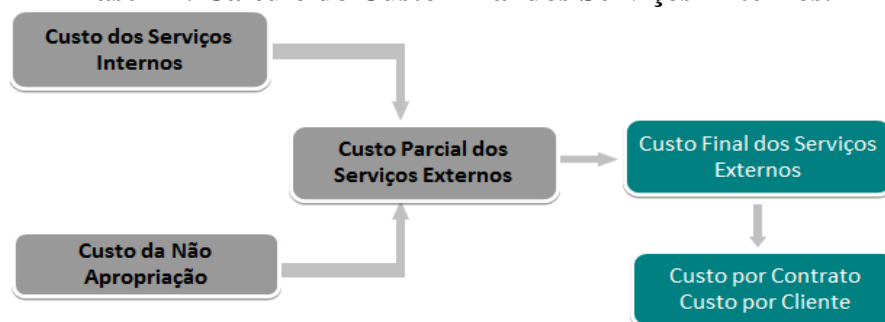 Custo dos Serviços
Internos
Custo Parcial dos
Serviços Externos
Custo Final dos Serviços
Externos
Custo da Não
Apropriação
Custo por Contrato
Custo por Cliente